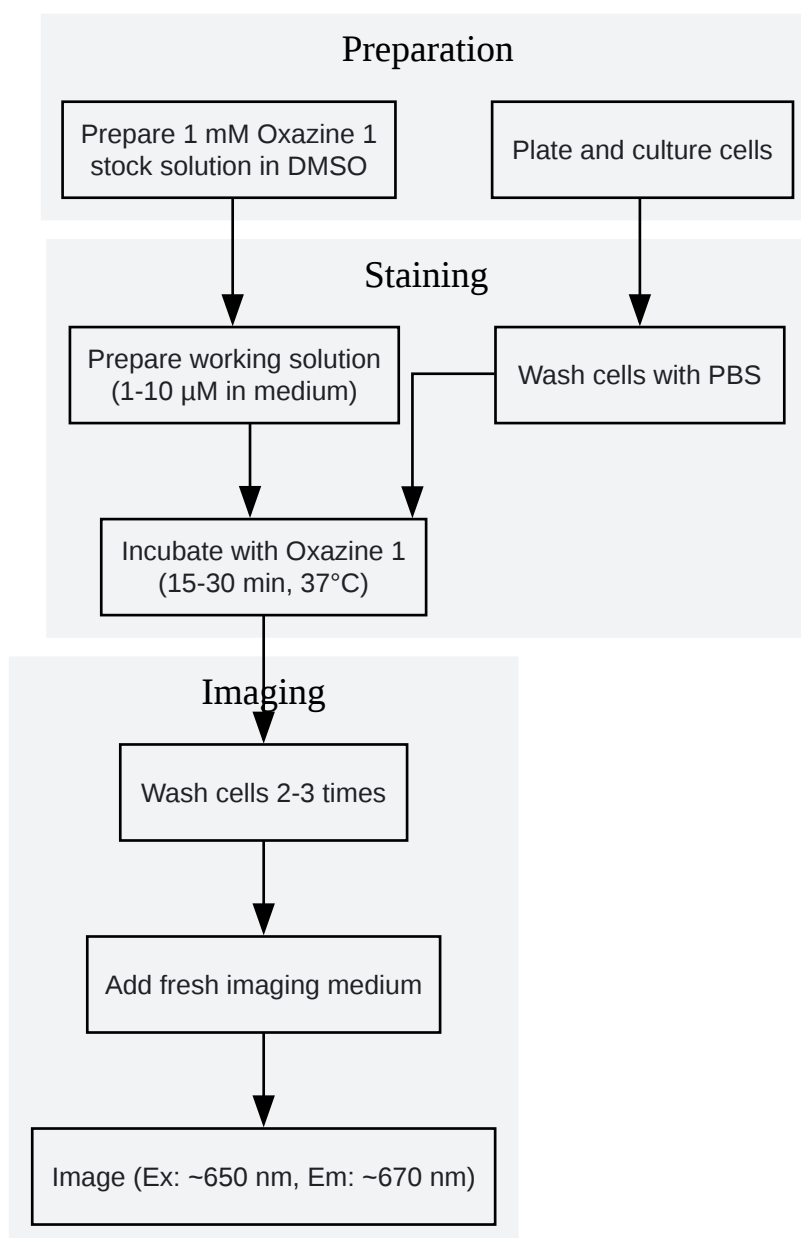 Preparation
Prepare 1 mM Oxazine 1
stock solution in DMSO
Plate and culture cells
Staining
Prepare working solution
(1-10 µM in medium)
Wash cells with PBS
Incubate with Oxazine 1
(15-30 min, 37°C)
Imaging
Wash cells 2-3 times
Add fresh imaging medium
Image (Ex: ~650 nm, Em: ~670 nm)